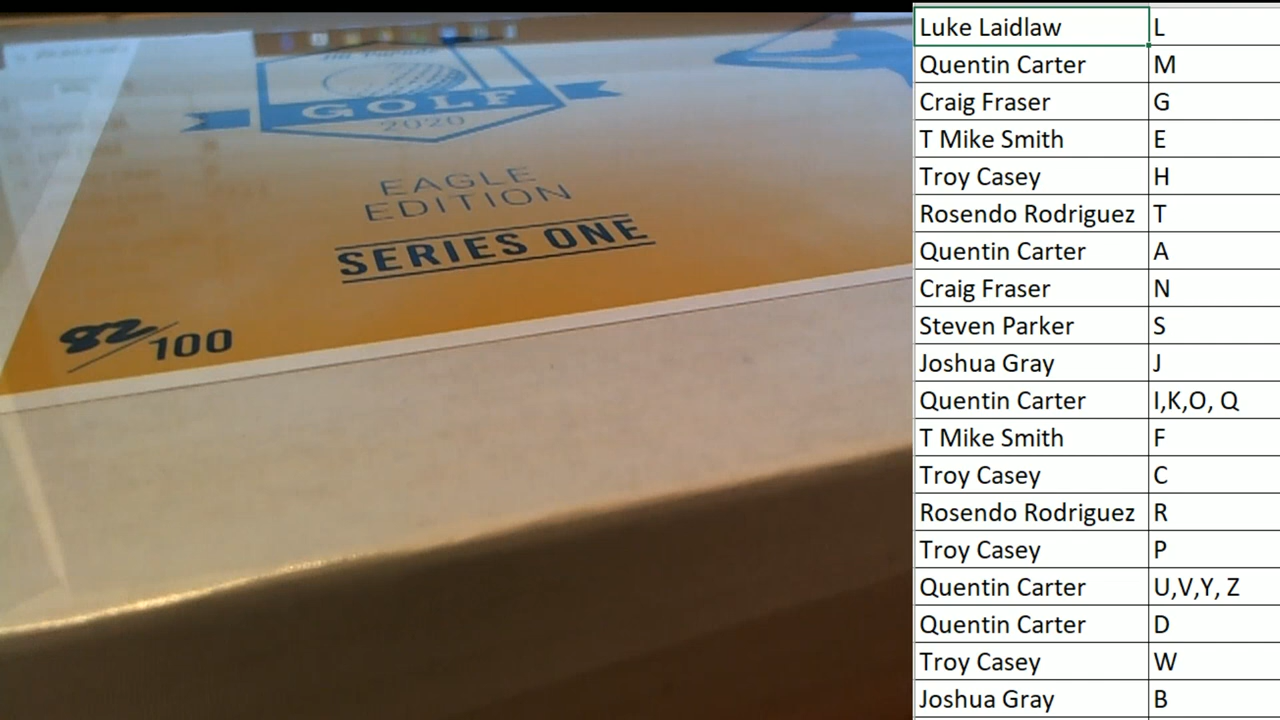 GOLF
2020
EAGLE
EDITION
SERIES ONE
82/100
Luke Laidlaw L
Quentin Carter M
Craig Fraser G
T Mike Smith E
Troy Casey H
Rosendo Rodriguez T
Quentin Carter A
Craig Fraser N
Steven Parker S
Joshua Gray J
Quentin Carter I,K,O, Q
T Mike Smith F
Troy Casey C
Rosendo Rodriguez R
Troy Casey P
Quentin Carter U,V,Y, Z
Quentin Carter D
Troy Casey W
Joshua Gray B